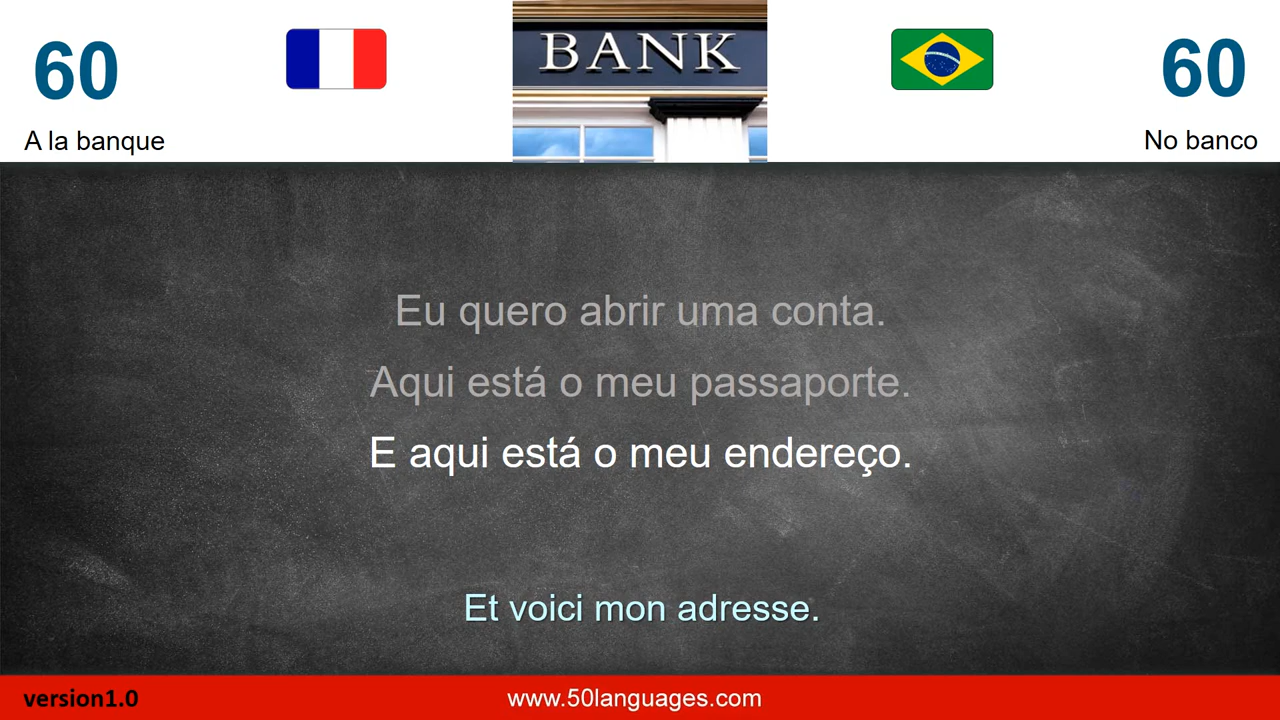 60
A la banque
BANK
60
No banco
Eu quero abrir uma conta.
Aqui está o meu passaporte.
E aqui está o meu endereço.
Et voici mon adresse.
version1.0
www.50languages.com